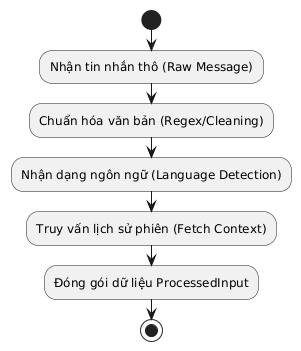 Nhận tin nhắn thô (Raw Message)
Chuẩn hóa văn bản (Regex/Cleaning)
Nhận dạng ngôn ngữ (Language Detection)
Truy vấn lịch sử phiên (Fetch Context)
Đóng gói dữ liệu ProcessedInput